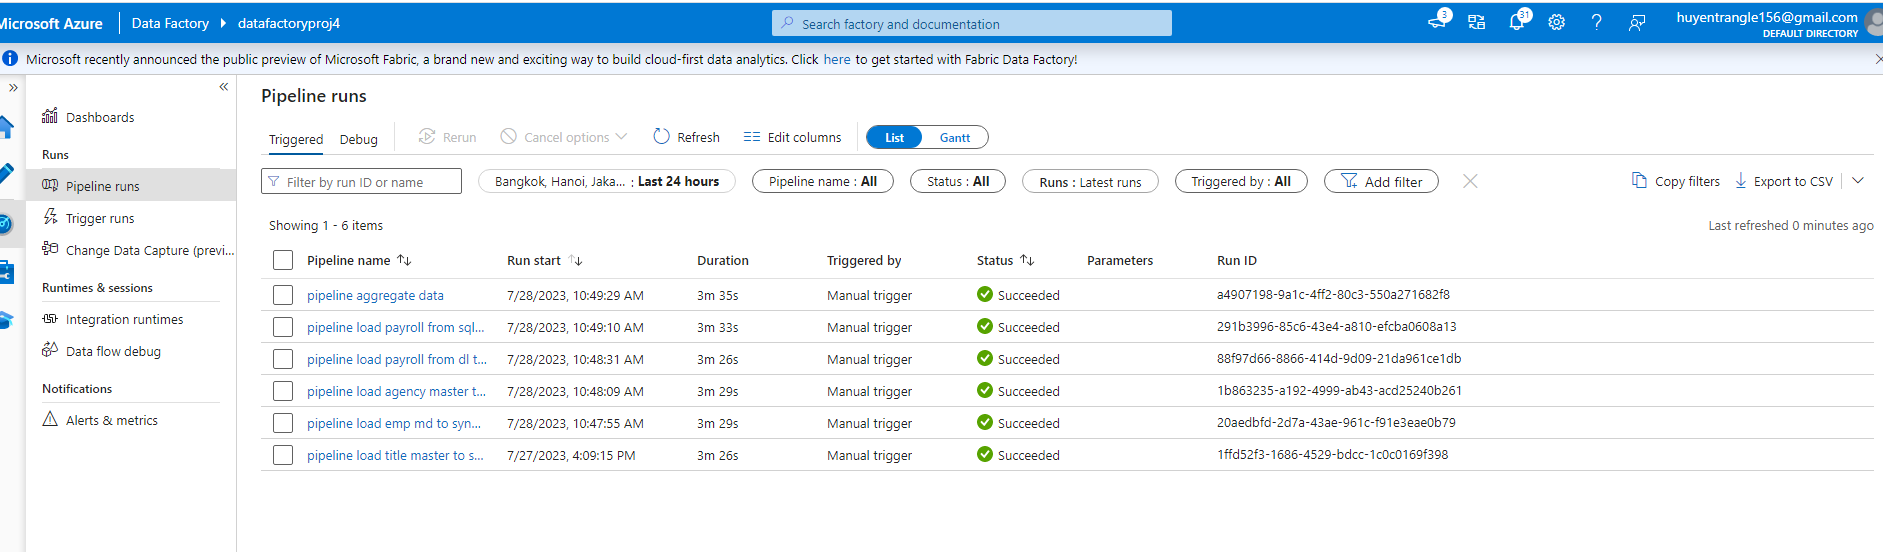 Microsoft Azure
Data Factory
datafactoryproj4
Search factory and documentation
3
31
huyentrangle156@gmail.com
DEFAULT DIRECTORY
Microsoft recently announced the public preview of Microsoft Fabric, a brand new and exciting way to build cloud-first data analytics. Click here to get started with Fabric Data Factory!
Dashboards
Runs
Pipeline runs
Trigger runs
Change Data Capture (previ...
Runtimes & sessions
Integration runtimes
Data flow debug
Notifications
Alerts & metrics
Pipeline runs
Triggered Debug Rerun Cancel options Refresh Edit columns List Gantt
Filter by run ID or name Bangkok, Hanoi, Jaka... : Last 24 hours Pipeline name : All Status : All Runs : Latest runs Triggered by : All Add filter Copy filters Export to CSV
Showing 1 - 6 items Last refreshed 0 minutes ago
Pipeline name Run start Duration Triggered by Status Parameters Run ID
pipeline aggregate data 7/28/2023, 10:49:29 AM 3m 35s Manual trigger Succeeded a4907198-9a1c-4ff2-80c3-550a271682f8
pipeline load payroll from sql... 7/28/2023, 10:49:10 AM 3m 33s Manual trigger Succeeded 291b3996-85c6-43e4-a810-efcba0608a13
pipeline load payroll from dl t... 7/28/2023, 10:48:31 AM 3m 26s Manual trigger Succeeded 88f97d66-8866-414d-9d09-21da961ce1db
pipeline load agency master t... 7/28/2023, 10:48:09 AM 3m 29s Manual trigger Succeeded 1b863235-a192-4999-ab43-acd25240b261
pipeline load emp md to syn... 7/28/2023, 10:47:55 AM 3m 29s Manual trigger Succeeded 20aedbfd-2d7a-43ae-961c-f91e3eae0b79
pipeline load title master to s... 7/27/2023, 4:09:15 PM 3m 26s Manual trigger Succeeded 1ffd52f3-1686-4529-bdcc-1c0c0169f398